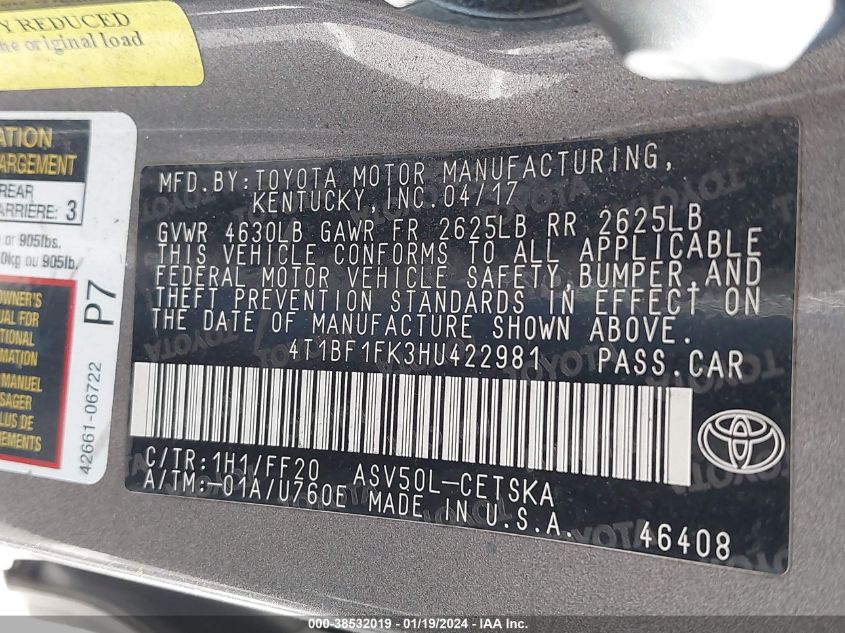 Y REDUCED
the original load
ATION
ARGEMENT
REAR
ARRIERE: 3
or 905lbs.
0kg ou 905lb.
OWNER'S
UAL FOR
TIONAL
RMATION
MANUEL
SAGER
LUS DE
EMENTS
P7
42661-06722
MFD.BY:TOYOTA MOTOR MANUFACTURING,
KENTUCKY,INC.04/17
GVWR 4630LB GAWR FR 2625LB RR 2625LB
THIS VEHICLE CONFORMS TO ALL APPLICABLE
FEDERAL MOTOR VEHICLE SAFETY,BUMPER,AND
THEFT PREVENTION STANDARDS IN EFFECT ON
THE DATE OF MANUFACTURE SHOWN ABOVE.
4T1BF1FK3HU422981 PASS.CAR
C/TR:1H1/FF20 ASV50L-CETSKA
A/TM:-01A/U760E MADE IN U.S.A.
46408
000-38532019 - 01/19/2024 - IAA Inc.